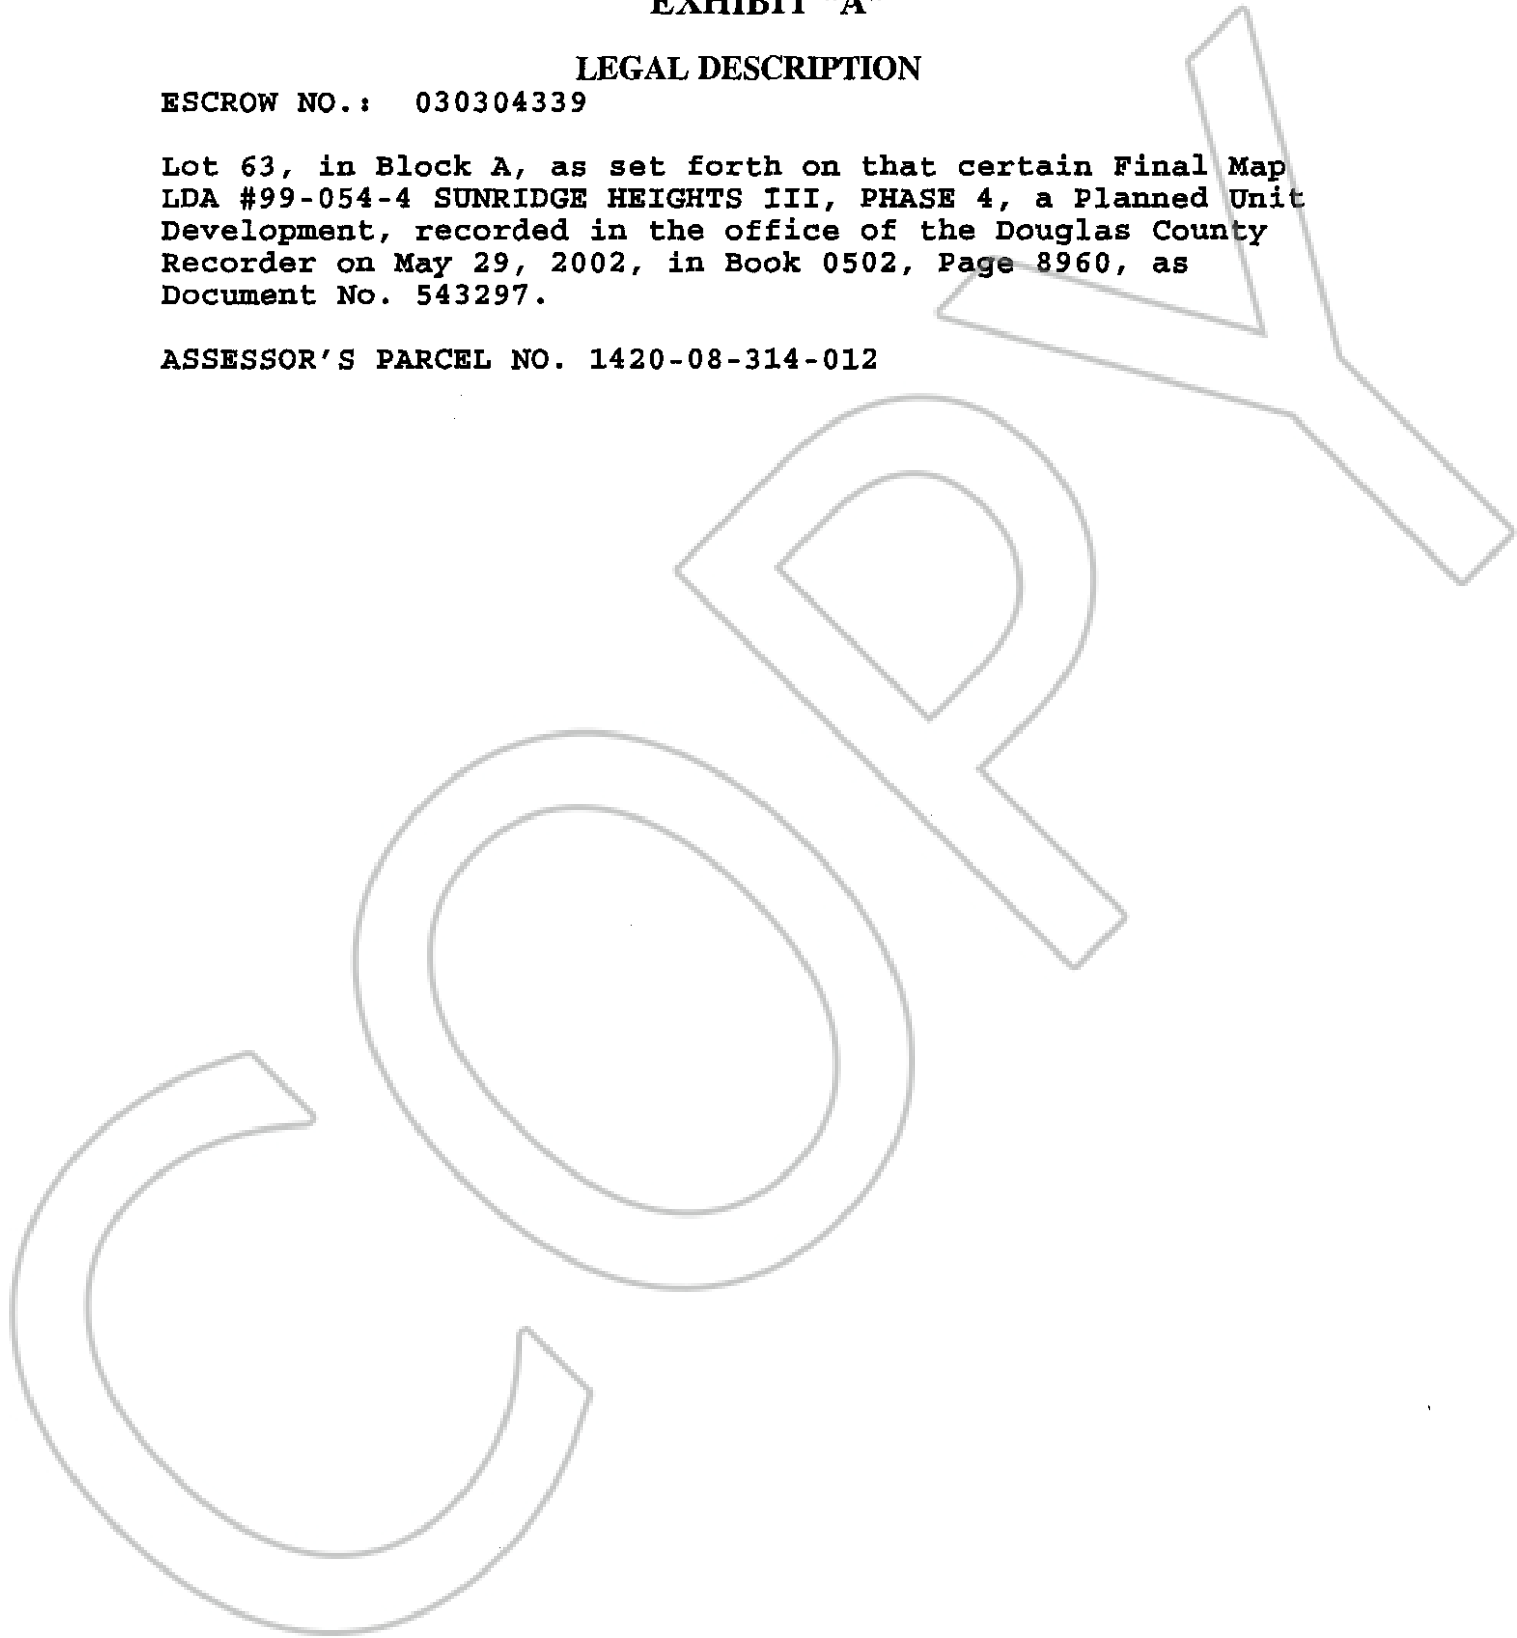 EXHIBIT "A"
LEGAL DESCRIPTION
ESCROW NO.: 030304339
Lot 63, in Block A, as set forth on that certain Final Map
LDA #99-054-4 SUNRIDGE HEIGHTS III, PHASE 4, a Planned Unit
Development, recorded in the office of the Douglas County
Recorder on May 29, 2002, in Book 0502, Page 8960, as
Document No. 543297.
ASSESSOR'S PARCEL NO. 1420-08-314-012
COPY